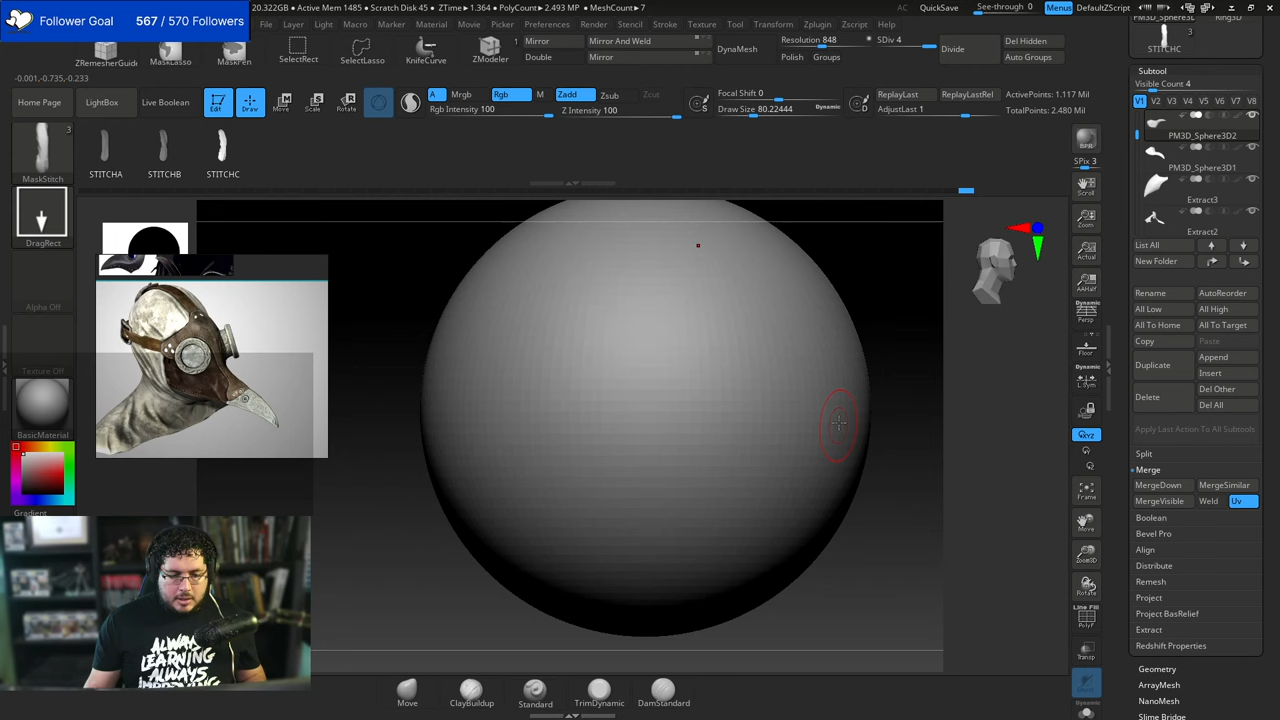 Follower Goal 567 / 570 Followers
20.332GB • Active Mem 1485 • Scratch Disk 45 • ZTime▸1.364 • PolyCount▸2.493 MP • MeshCount▸7
AC QuickSave See-through 0 Menus DefaultZScript
File Layer Light Macro Marker Material Movie Picker Preferences Render Stencil Stroke Texture Tool Transform Zplugin Zscript Help
ZRemesherGuide MaskLasso MaskPen SelectRect SelectLasso KnifeCurve ZModeler 1
Mirror Mirror And Weld
Double Mirror
DynaMesh
Resolution 848
Polish Groups
SDiv 4
Divide
Del Hidden
Auto Groups
-0.001,-0.735,-0.233
Home Page LightBox Live Boolean
Edit Draw Move Scale Rotate
A Mrgb Rgb M Zadd Zsub Zcut
Rgb Intensity 100 Z Intensity 100
S
Focal Shift 0
Draw Size 80.22444 Dynamic
D
ReplayLast ReplayLastRel
AdjustLast 1
ActivePoints: 1.117 Mil
TotalPoints: 2.480 Mil
3
MaskStitch
STITCHA STITCHB STITCHC
DragRect
Alpha Off
Texture Off
BasicMaterial
Gradient
BPR
SPix 3
Scroll
Zoom
Actual
AAHalf
Dynamic
Persp
Floor
Dynamic
L.Sym
XYZ
Frame
Move
Zoom3D
Rotate
Line Fill
PolyF
Transp
Dynamic
Ring3D
3
STITCHC
Subtool
Visible Count 4
V1 V2 V3 V4 V5 V6 V7 V8
PM3D_Sphere3D2
PM3D_Sphere3D1
Extract3
Extract2
List All
New Folder
Rename AutoReorder
All Low All High
All To Home All To Target
Copy Paste
Duplicate Append
Insert
Delete Del Other
Del All
Apply Last Action To All Subtools
Split
Merge
MergeDown MergeSimilar
MergeVisible Weld Uv
Boolean
Bevel Pro
Align
Distribute
Remesh
Project
Project BasRelief
Extract
Redshift Properties
Geometry
ArrayMesh
NanoMesh
Slime Bridge
Move ClayBuildup Standard TrimDynamic DamStandard
ALWAYS
LEARNING
ALWAYS